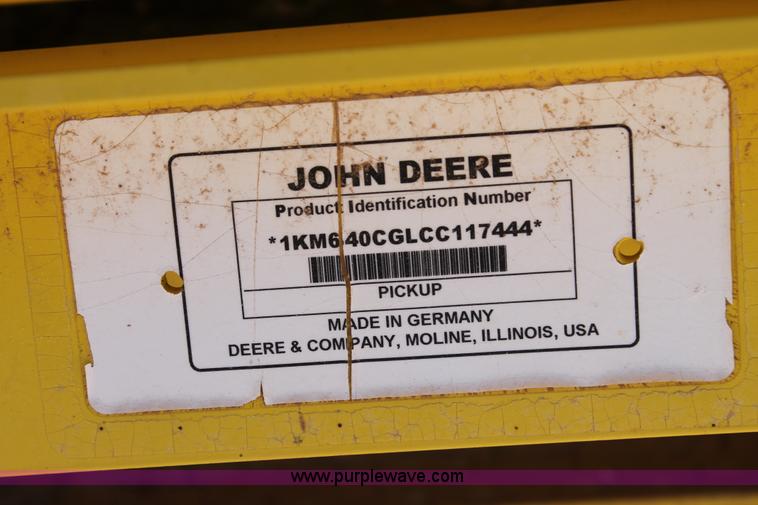 JOHN DEERE
Product Identification Number
*1KM640CGLCC117444*
PICKUP
MADE IN GERMANY
DEERE & COMPANY, MOLINE, ILLINOIS, USA
www.purplewave.com